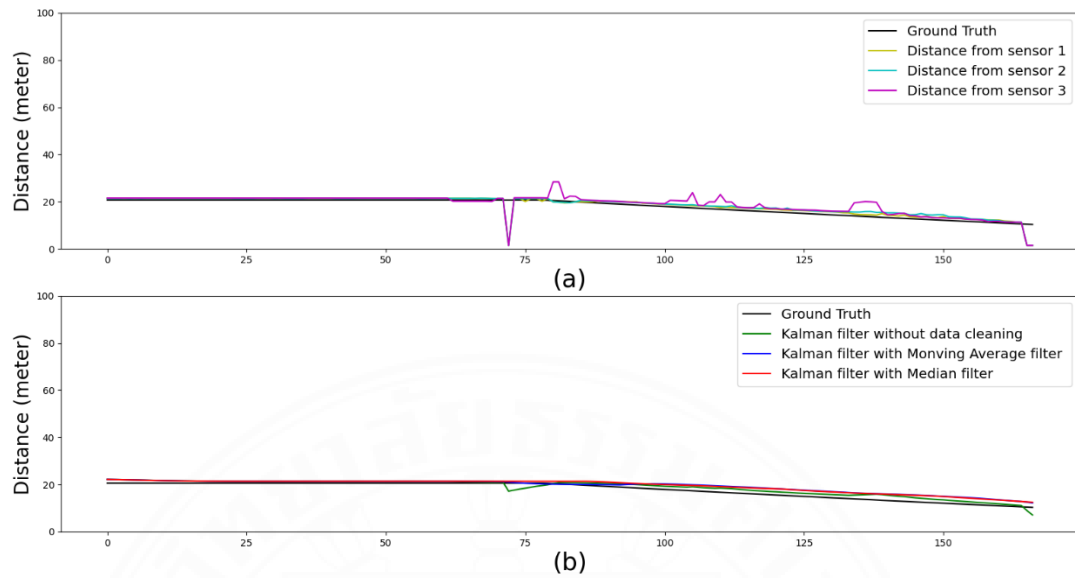 100
80
60
40
20
0
Distance (meter)
Ground Truth
Distance from sensor 1
Distance from sensor 2
Distance from sensor 3
0 25 50 75 100 125 150
(a)
100
80
60
40
20
0
Distance (meter)
Ground Truth
Kalman filter without data cleaning
Kalman filter with Monving Average filter
Kalman filter with Median filter
0 25 50 75 100 125 150
(b)